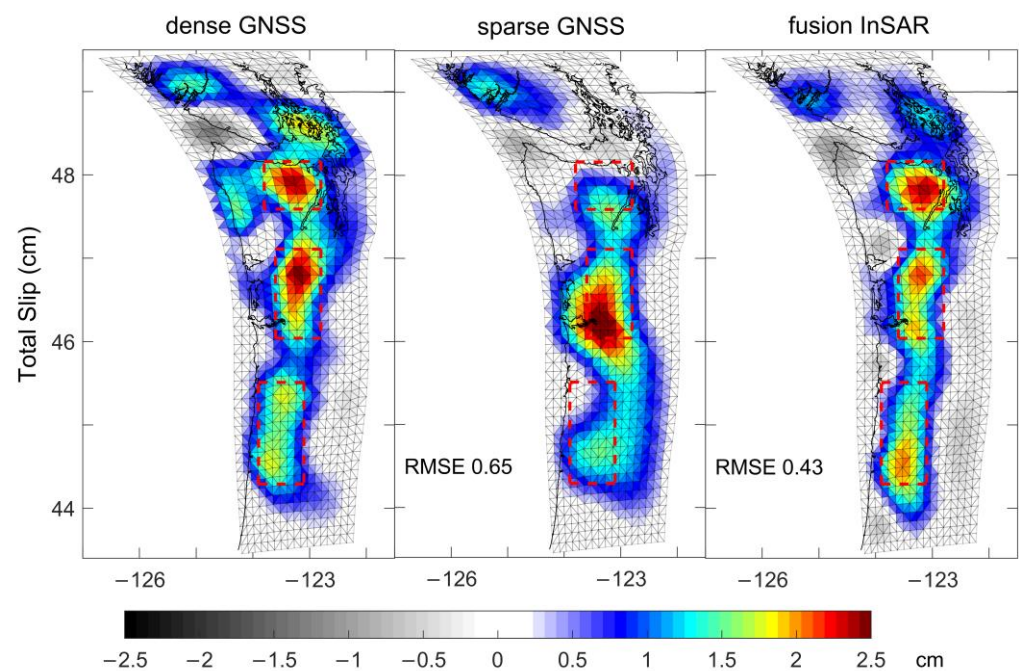 dense GNSS
sparse GNSS
fusion InSAR
Total Slip (cm)
48
46
44
RMSE 0.65
RMSE 0.43
−126
−123
−126
−123
−126
−123
−2.5
−2
−1.5
−1
−0.5
0
0.5
1
1.5
2
2.5
cm